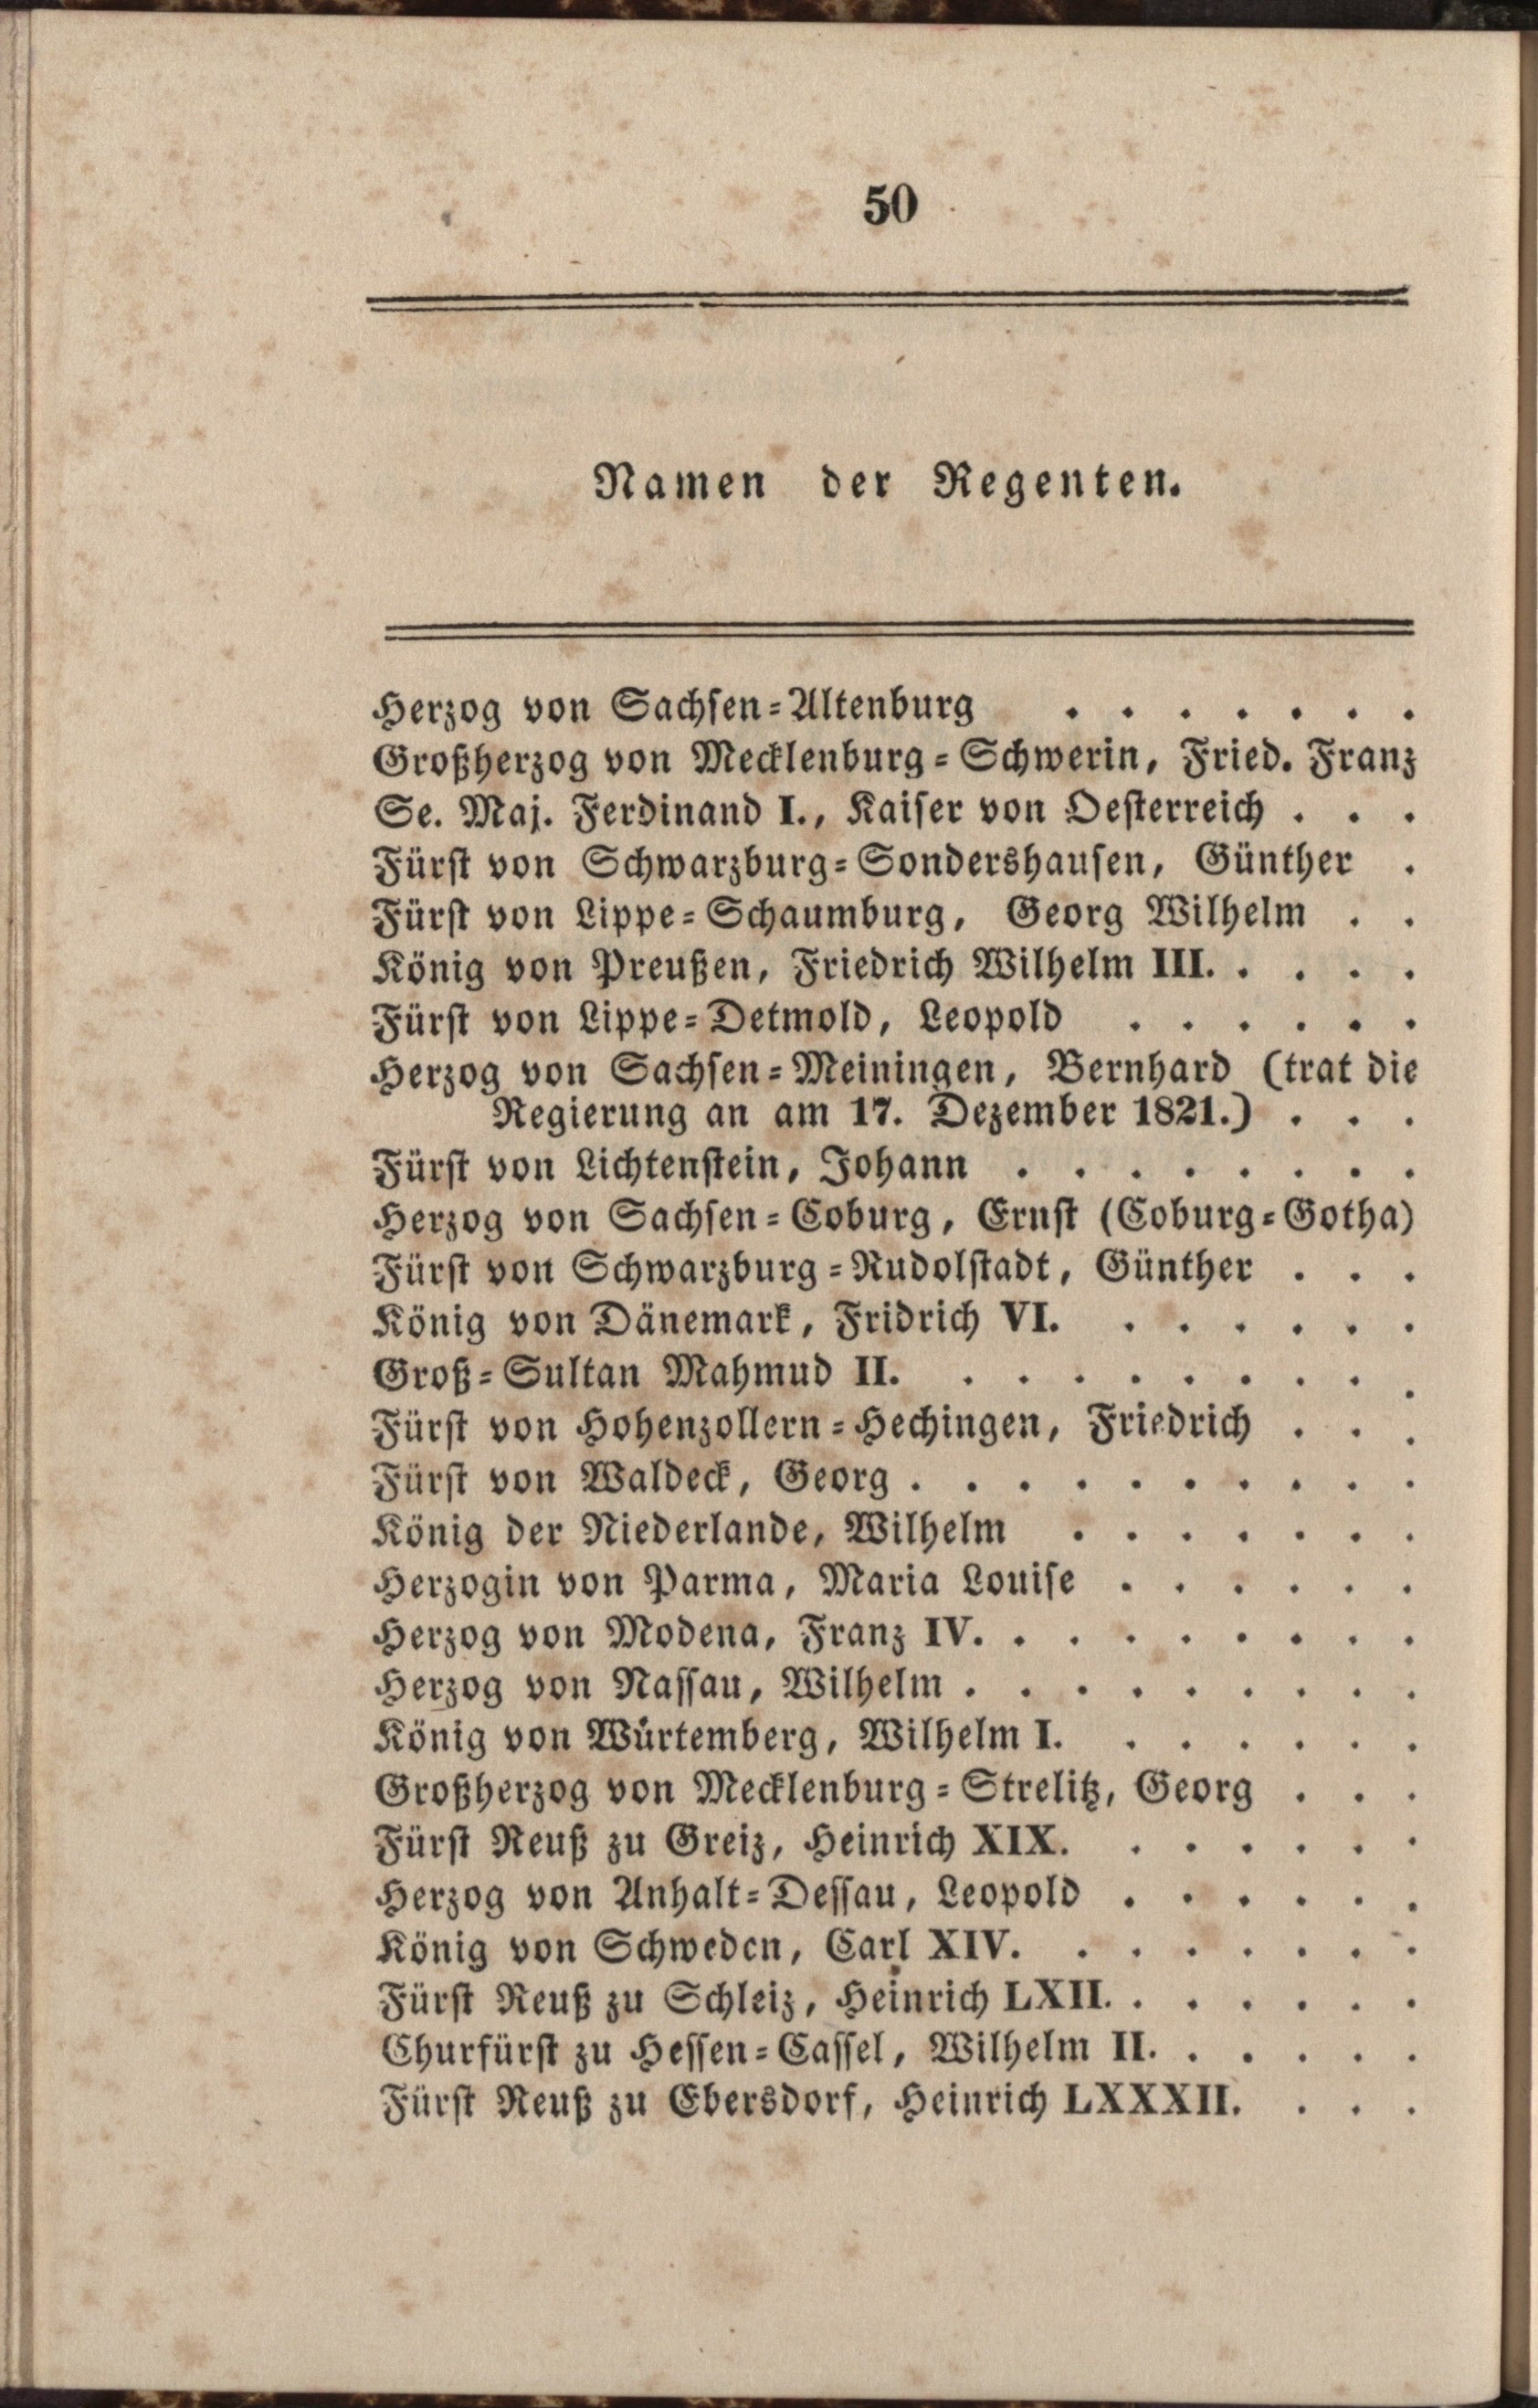 50
Namen der Regenten.
Herzog von Sachsen=Altenburg . . . . . . .
Großherzog von Mecklenburg=Schwerin, Fried. Franz
Se. Maj. Ferdinand I., Kaiser von Oesterreich . . .
Fürst von Schwarzburg=Sondershausen, Günther .
Fürst von Lippe=Schaumburg, Georg Wilhelm . .
König von Preußen, Friedrich Wilhelm III. . . . .
Fürst von Lippe=Detmold, Leopold . . . . . .
Herzog von Sachsen=Meiningen, Bernhard (trat die
Regierung an am 17. Dezember 1821.) . . .
Fürst von Lichtenstein, Johann . . . . . . . .
Herzog von Sachsen=Coburg, Ernst (Coburg=Gotha)
Fürst von Schwarzburg=Rudolstadt, Günther . . .
König von Dänemark, Fridrich VI. . . . . . .
Groß=Sultan Mahmud II. . . . . . . . . .
Fürst von Hohenzollern=Hechingen, Friedrich . . .
Fürst von Waldeck, Georg . . . . . . . . . .
König der Niederlande, Wilhelm . . . . . . .
Herzogin von Parma, Maria Louise . . . . . .
Herzog von Modena, Franz IV. . . . . . . . .
Herzog von Nassau, Wilhelm . . . . . . . . .
König von Würtemberg, Wilhelm I. . . . . . .
Großherzog von Mecklenburg=Strelitz, Georg . . .
Fürst Reuß zu Greiz, Heinrich XIX. . . . . . .
Herzog von Anhalt=Dessau, Leopold . . . . . .
König von Schweden, Carl XIV. . . . . . . .
Fürst Reuß zu Schleiz, Heinrich LXII. . . . . . .
Churfürst zu Hessen=Cassel, Wilhelm II. . . . . .
Fürst Reuß zu Ebersdorf, Heinrich LXXXII. . . .